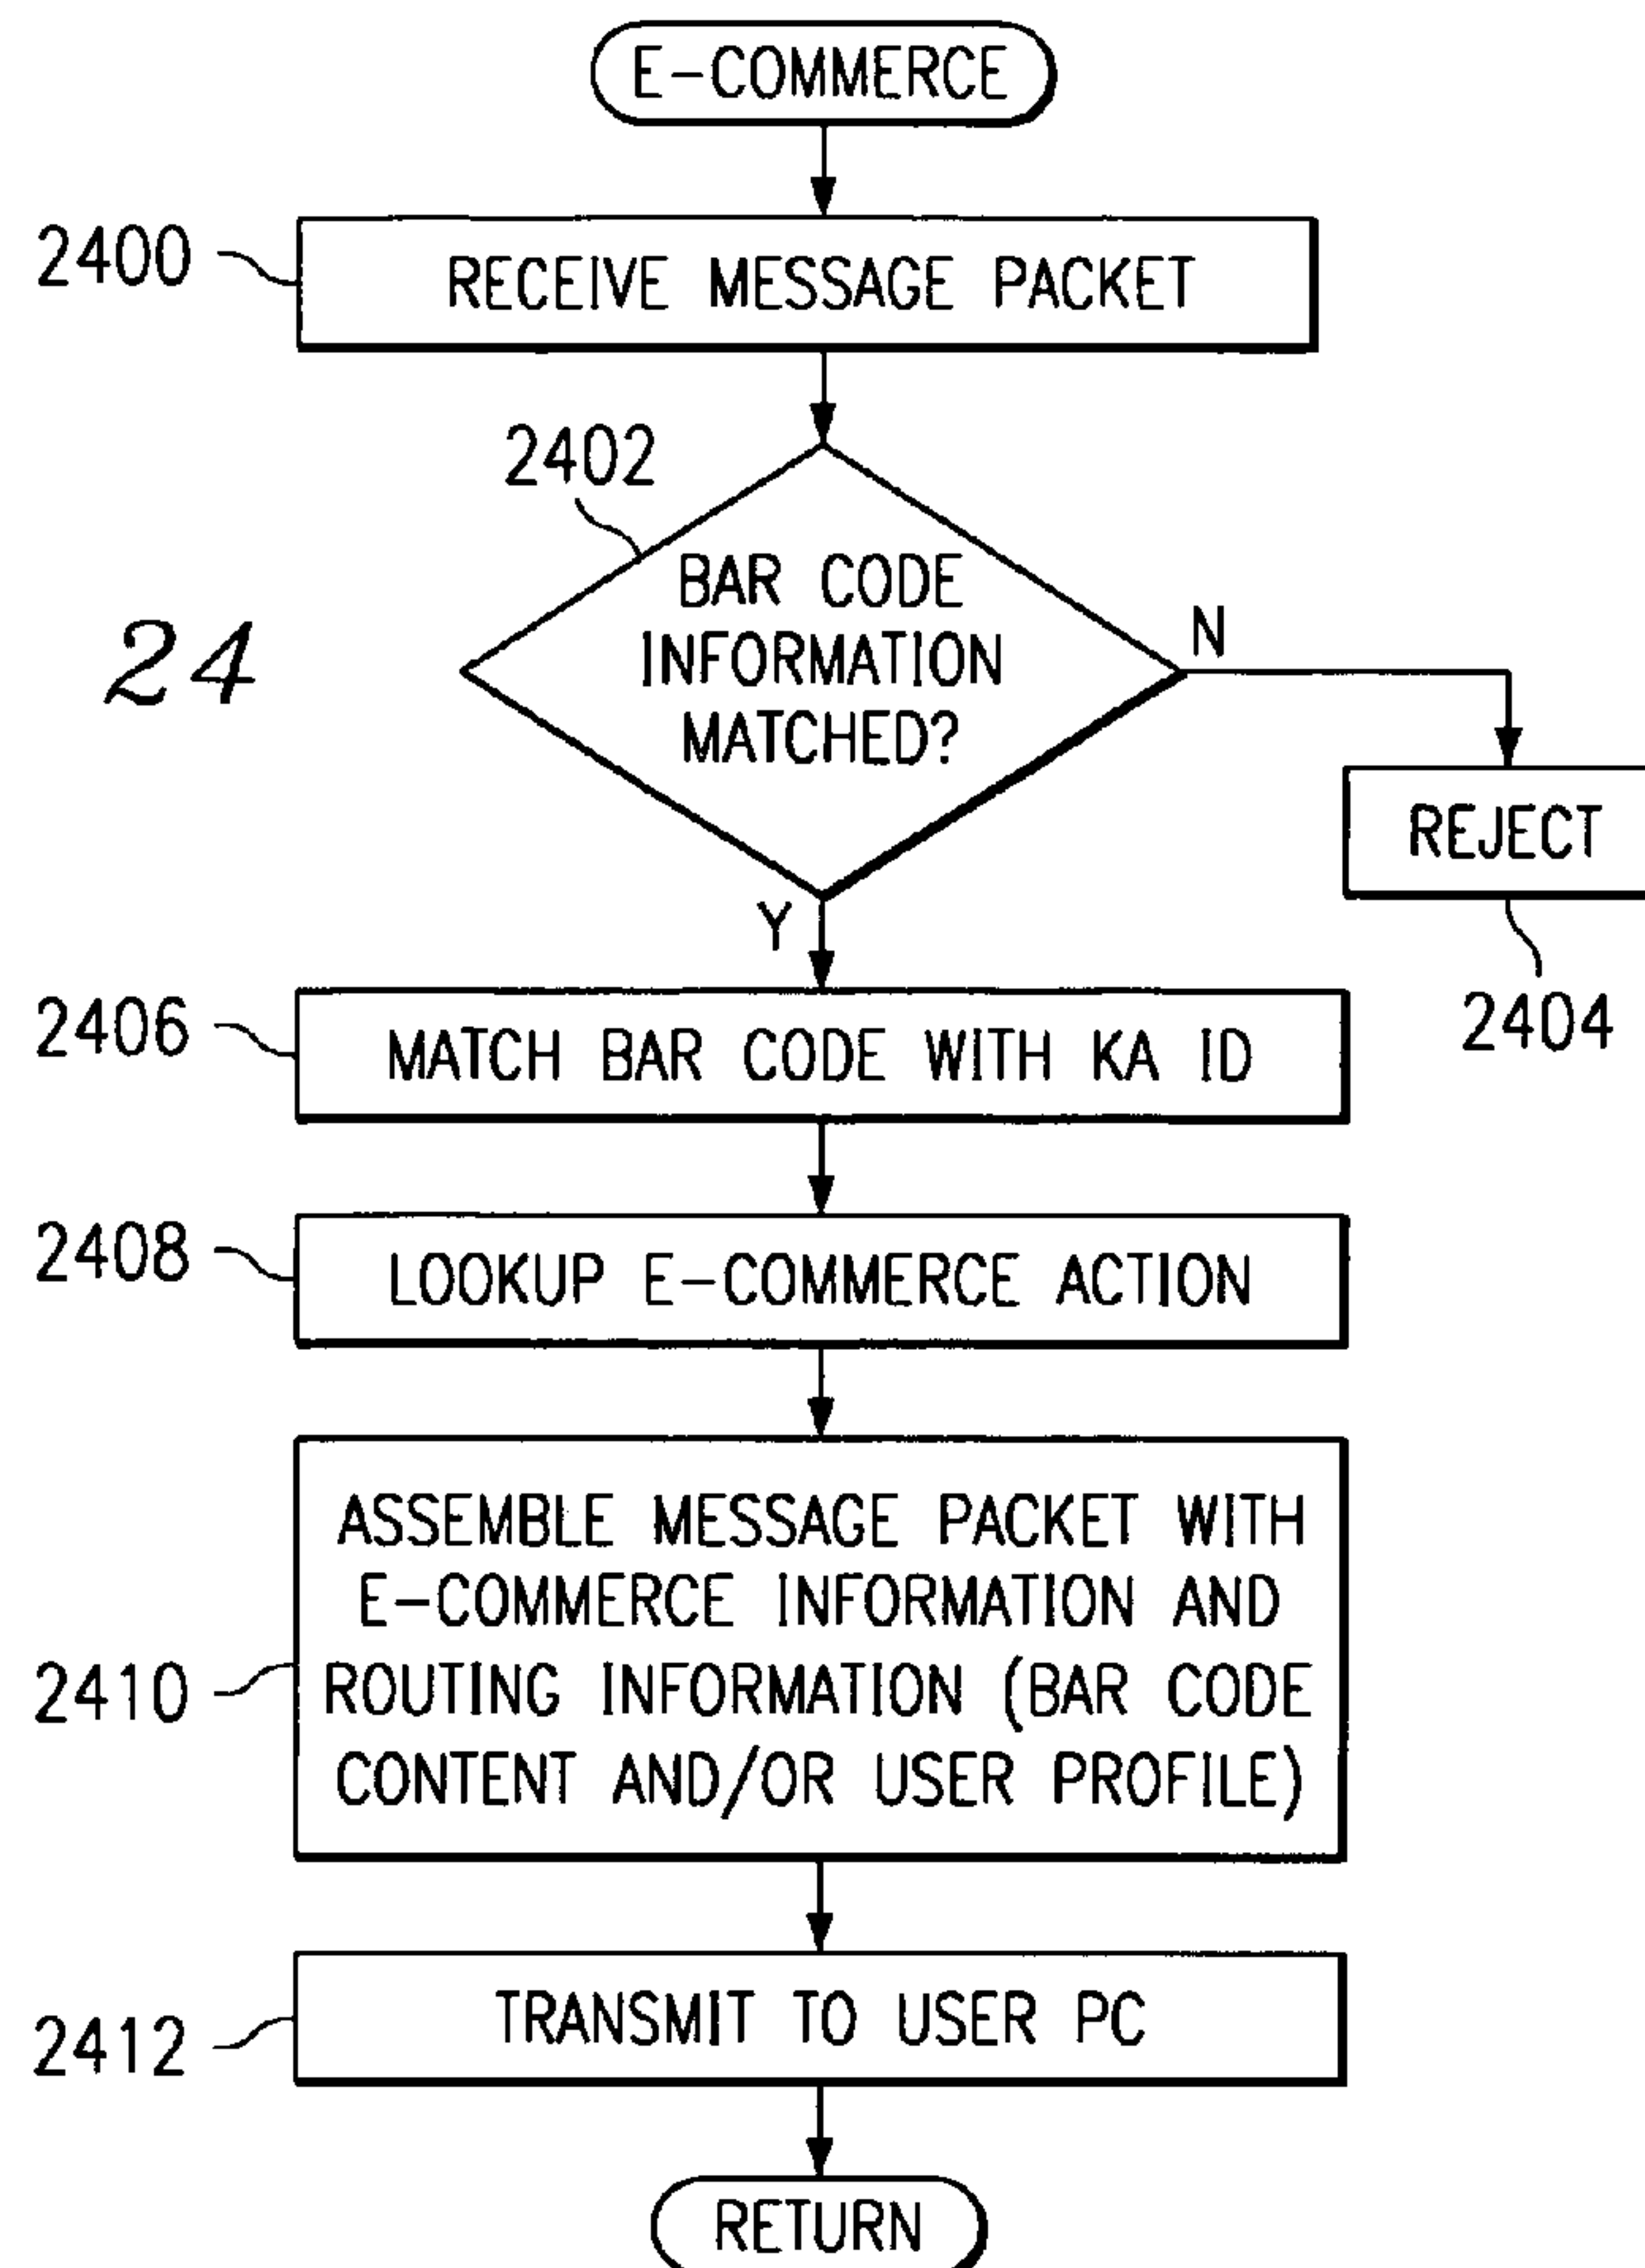 E-COMMERCE
2400
RECEIVE MESSAGE PACKET
2402
BAR CODE
INFORMATION
MATCHED?
N
24
REJECT
Y
2404
2406
MATCH BAR CODE WITH KA ID
2408
LOOKUP E-COMMERCE ACTION
ASSEMBLE MESSAGE PACKET WITH
E-COMMERCE INFORMATION AND
2410
ROUTING INFORMATION (BAR CODE
CONTENT AND/OR USER PROFILE)
2412
TRANSMIT TO USER PC
RETURN